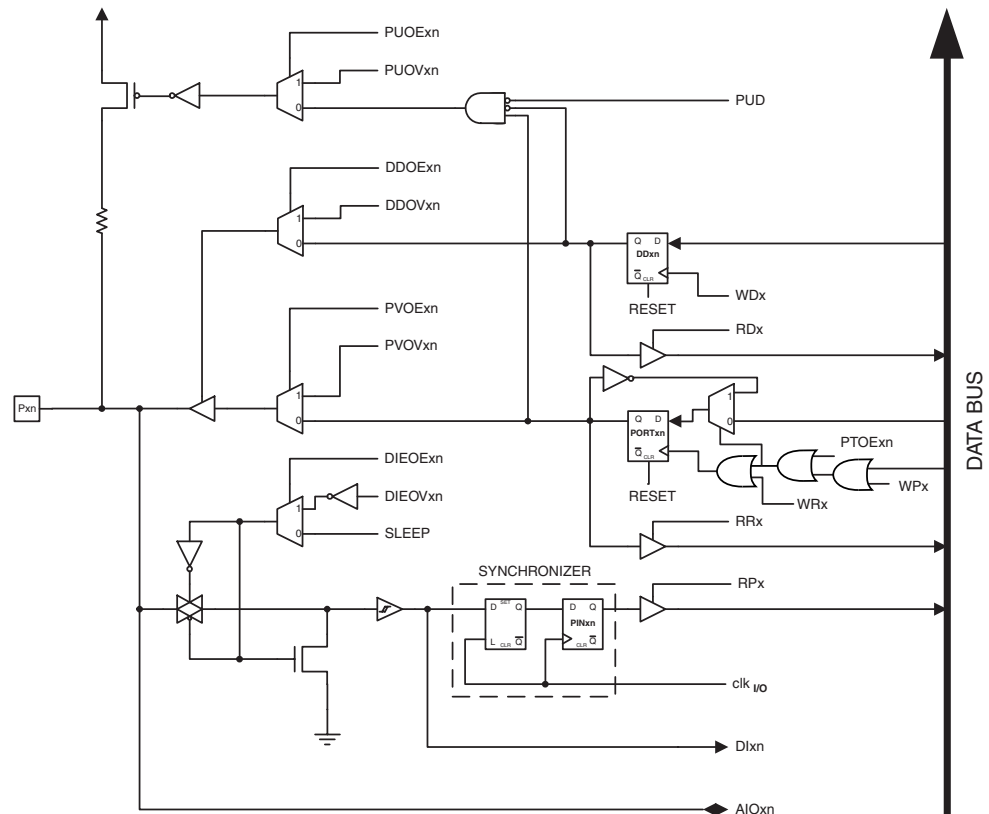 PUOExn
PUOVxn
1
0
PUD
DDOExn
DDOVxn
1
0
Q D
DDxn
Q CLR
WDx
RESET
RDx
PVOExn
PVOVxn
1
0
Pxn
1
0
Q D
PORTxn
Q CLR
PTOExn
WPx
RESET
WRx
DATA BUS
DIEOExn
DIEOVxn
1
0
SLEEP
RRx
SYNCHRONIZER
RPx
D SET Q
L CLR Q
D Q
PINxn
CLR Q
clk I/O
DIxn
AIOxn